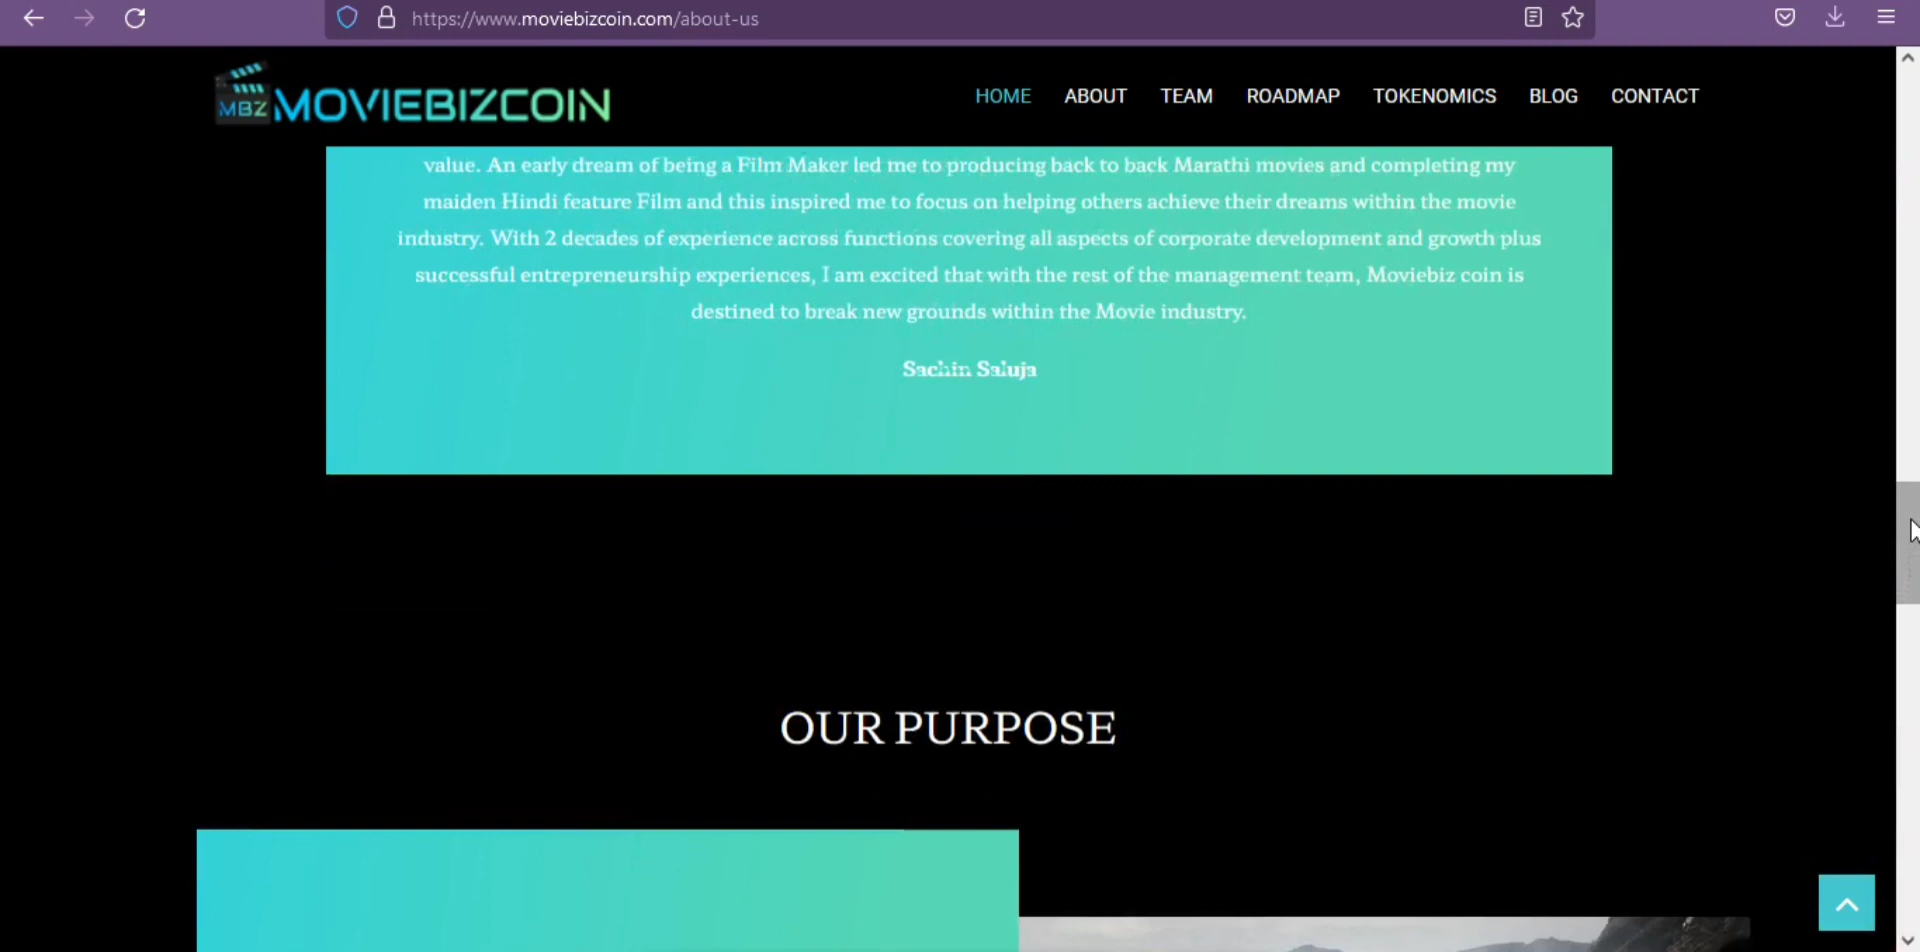 https://www.moviebizcoin.com/about-us
MBZ MOVIEBIZCOIN
HOME ABOUT TEAM ROADMAP TOKENOMICS BLOG CONTACT
value. An early dream of being a Film Maker led me to producing back to back Marathi movies and completing my
maiden Hindi feature Film and this inspired me to focus on helping others achieve their dreams within the movie
industry. With 2 decades of experience across functions covering all aspects of corporate development and growth plus
successful entrepreneurship experiences, I am excited that with the rest of the management team, Moviebiz coin is
destined to break new grounds within the Movie industry.
Sachin Saluja
OUR PURPOSE